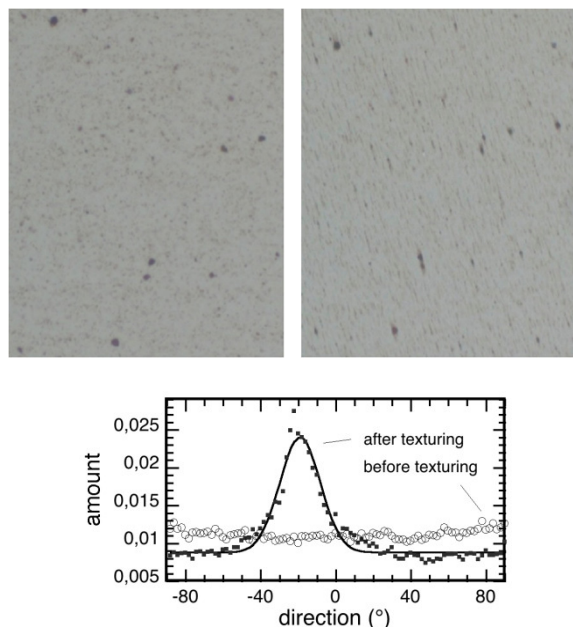 0,025
0,02
0,015
0,01
0,005
amount
after texturing
before texturing
-80
-40
0
40
80
direction (°)